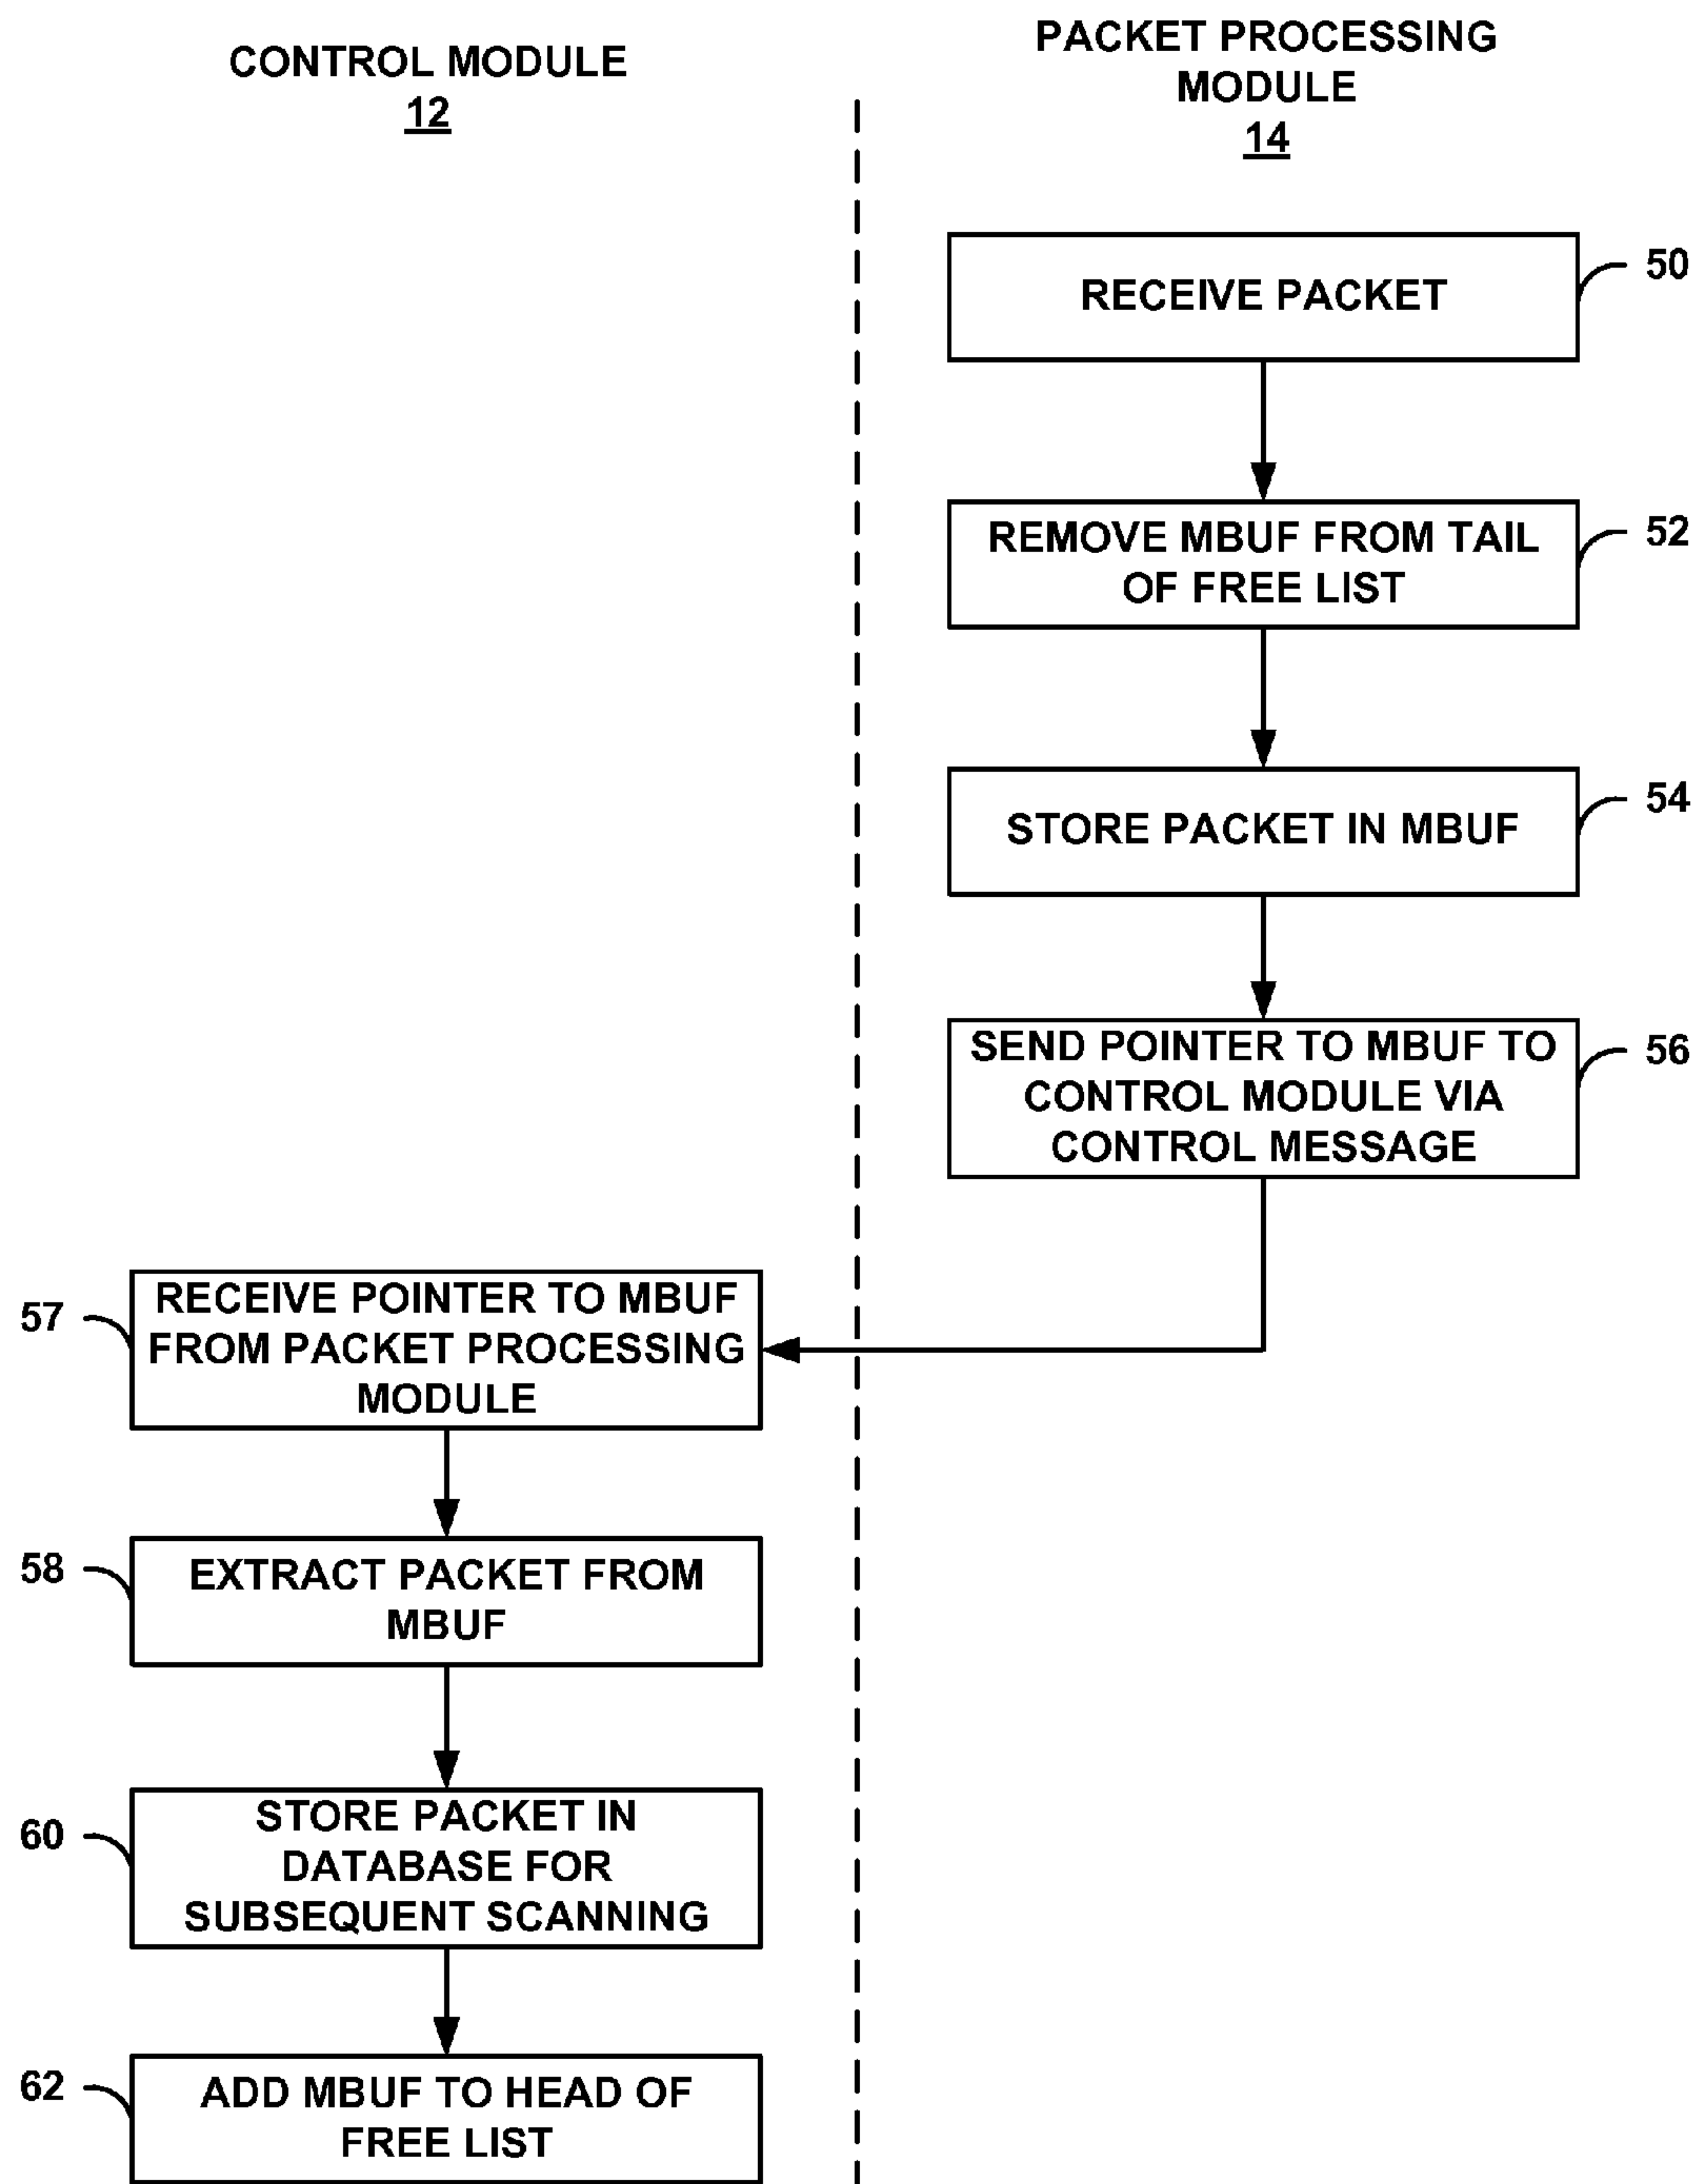 CONTROL MODULE
12
PACKET PROCESSING
MODULE
14
RECEIVE PACKET
50
REMOVE MBUF FROM TAIL
OF FREE LIST
52
STORE PACKET IN MBUF
54
SEND POINTER TO MBUF TO
CONTROL MODULE VIA
CONTROL MESSAGE
56
57
RECEIVE POINTER TO MBUF
FROM PACKET PROCESSING
MODULE
58
EXTRACT PACKET FROM
MBUF
60
STORE PACKET IN
DATABASE FOR
SUBSEQUENT SCANNING
62
ADD MBUF TO HEAD OF
FREE LIST